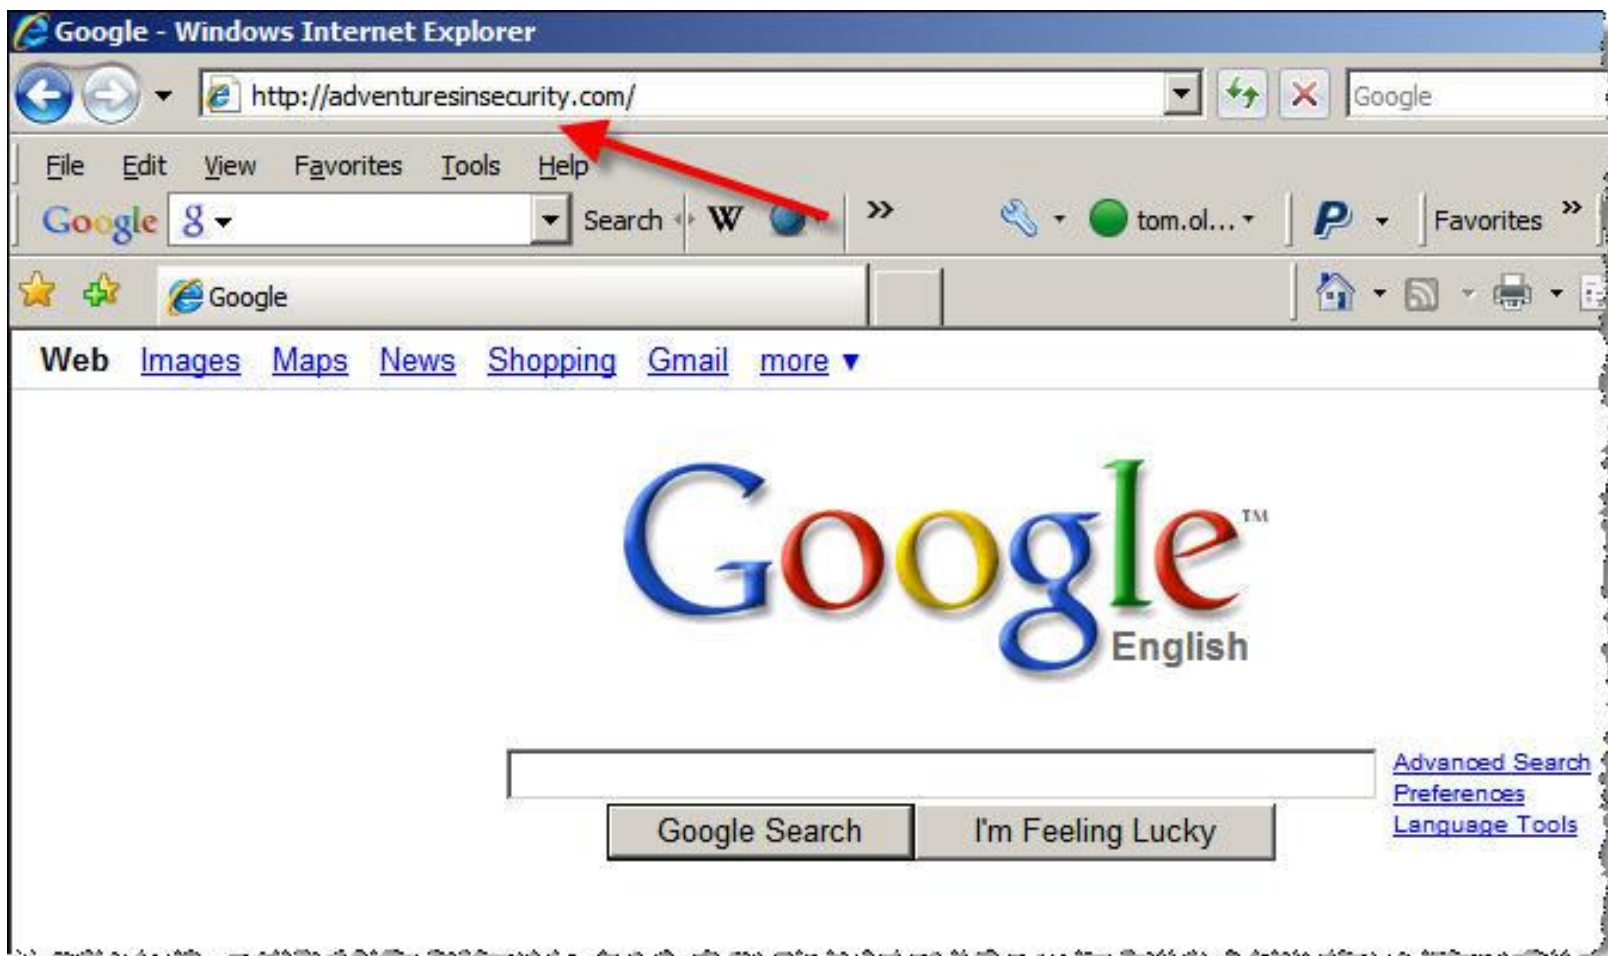 Google - Windows Internet Explorer
http://adventuresinsecurity.com/
Google
File Edit View Favorites Tools Help
Google g Search W » tom.ol... P Favorites »
Google
Web Images Maps News Shopping Gmail more ▼
Google™
English
Advanced Search
Preferences
Google Search I'm Feeling Lucky
Language Tools